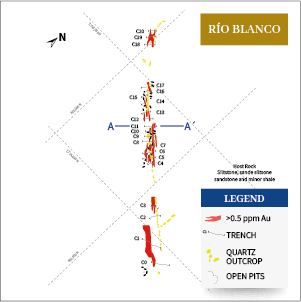 RÍO BLANCO
N
C20
C19
C18
C17
C16
C15
C14
C13
C12
C11
A
A´
C10
C9
C8
C7
C6
C5
C4
Host Rock
Siltstone, sande siltstone
sandstone and minor shale
LEGEND
>0.5 ppm Au
TRENCH
QUARTZ
OUTCROP
OPEN PITS
C3
C2
C1
C0